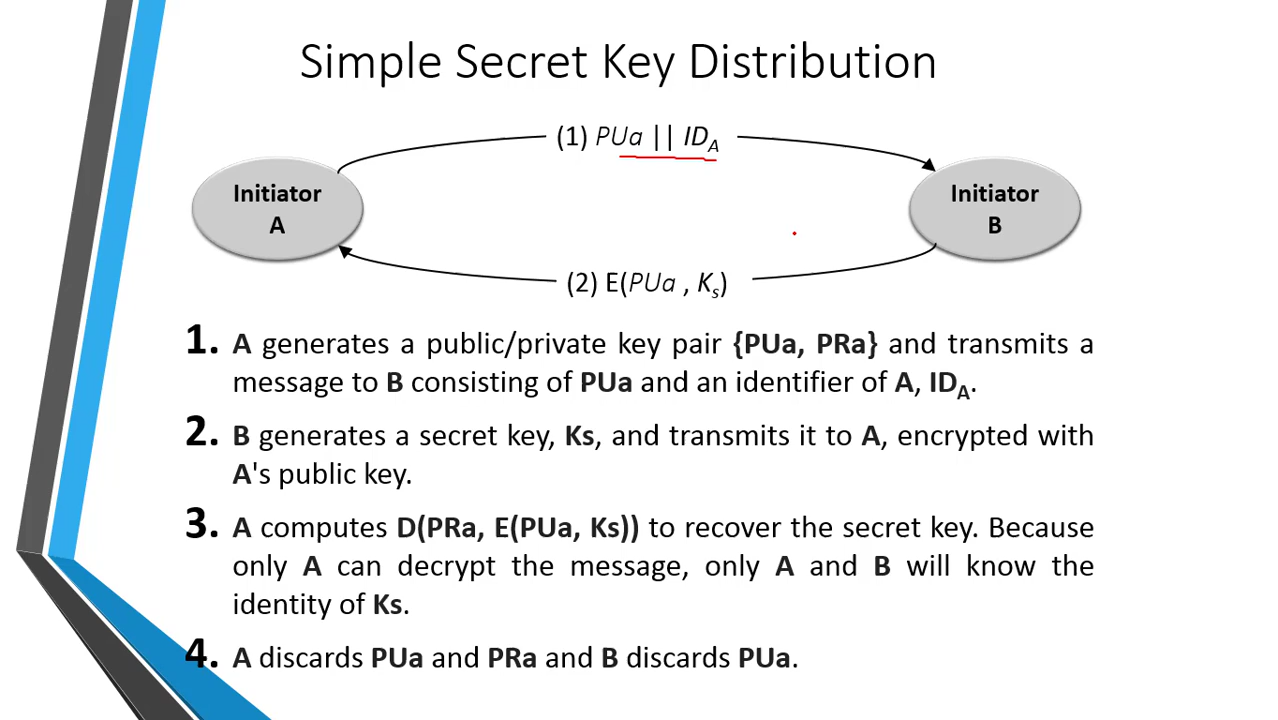 Simple Secret Key Distribution
(1) PUa || ID_A
Initiator
A
Initiator
B
(2) E(PUa , K_s)
1. A generates a public/private key pair {PUa, PRa} and transmits a
message to B consisting of PUa and an identifier of A, ID_A.
2. B generates a secret key, Ks, and transmits it to A, encrypted with
A's public key.
3. A computes D(PRa, E(PUa, Ks)) to recover the secret key. Because
only A can decrypt the message, only A and B will know the
identity of Ks.
4. A discards PUa and PRa and B discards PUa.